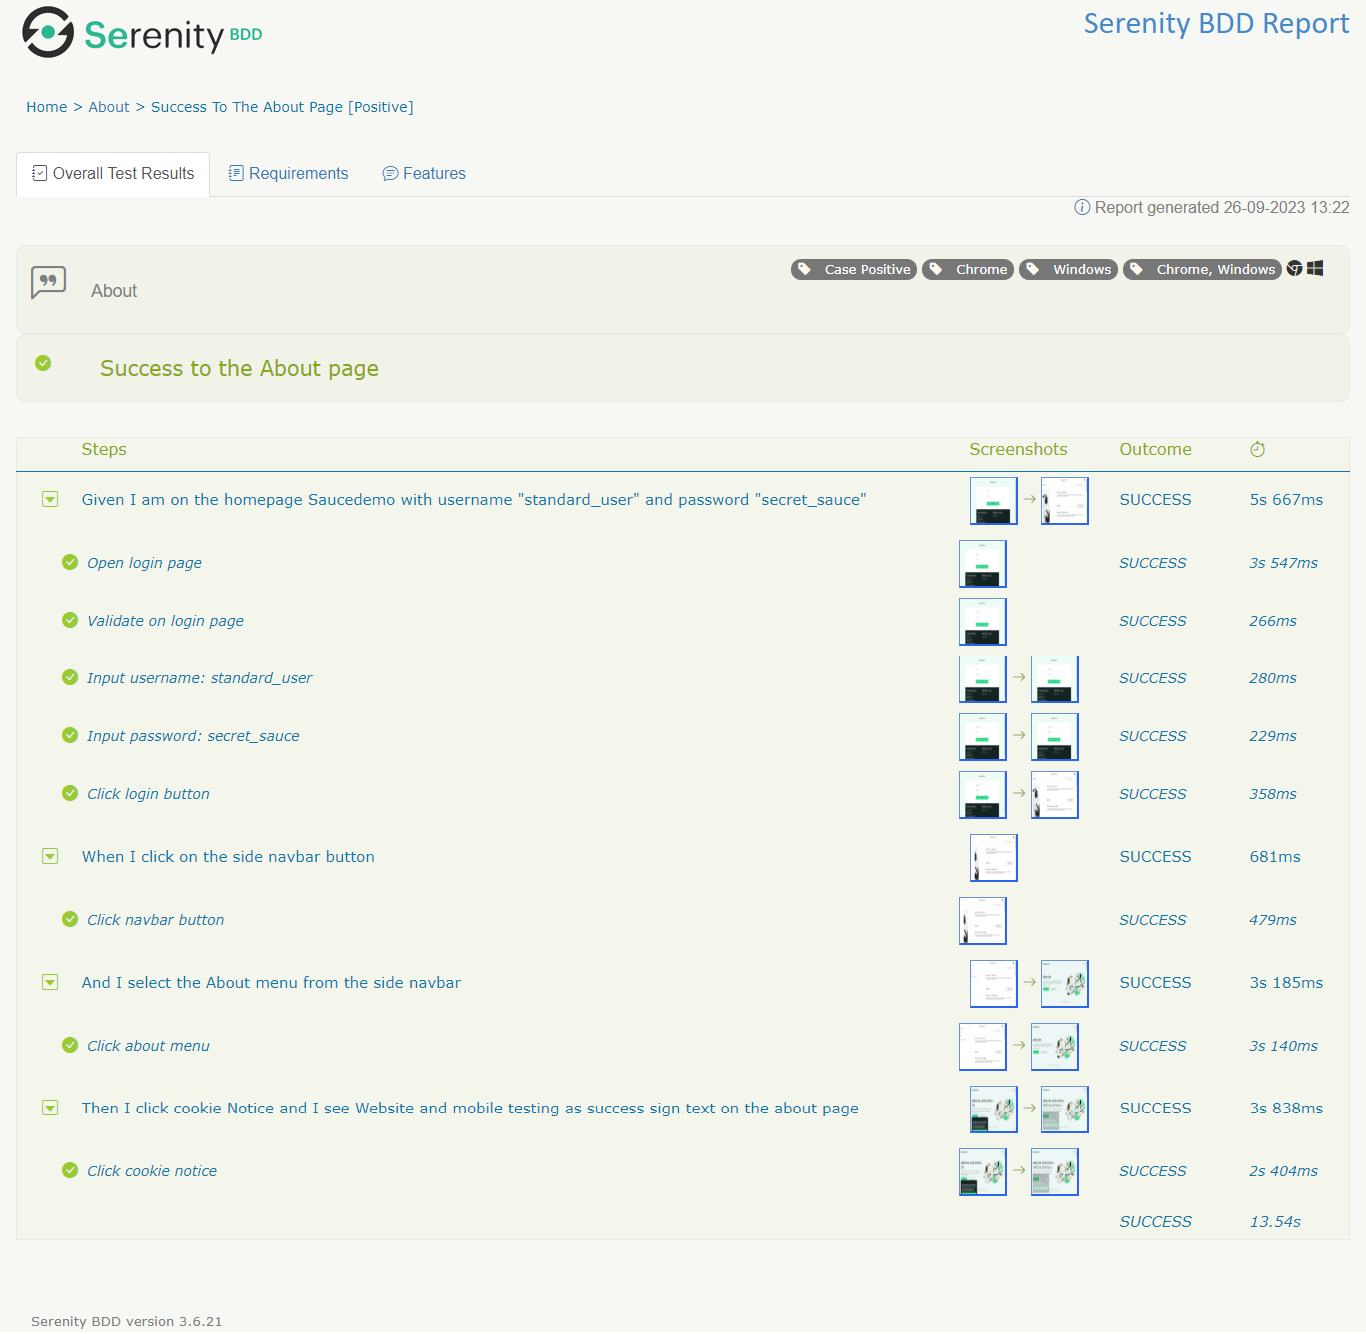 Serenity BDD
Serenity BDD Report
Home > About > Success To The About Page [Positive]
Overall Test Results Requirements Features
Report generated 26-09-2023 13:22
About
Case Positive Chrome Windows Chrome, Windows
Success to the About page
Steps Screenshots Outcome
Given I am on the homepage Saucedemo with username "standard_user" and password "secret_sauce" SUCCESS 5s 667ms
Open login page SUCCESS 3s 547ms
Validate on login page SUCCESS 266ms
Input username: standard_user SUCCESS 280ms
Input password: secret_sauce SUCCESS 229ms
Click login button SUCCESS 358ms
When I click on the side navbar button SUCCESS 681ms
Click navbar button SUCCESS 479ms
And I select the About menu from the side navbar SUCCESS 3s 185ms
Click about menu SUCCESS 3s 140ms
Then I click cookie Notice and I see Website and mobile testing as success sign text on the about page SUCCESS 3s 838ms
Click cookie notice SUCCESS 2s 404ms
SUCCESS 13.54s
Serenity BDD version 3.6.21